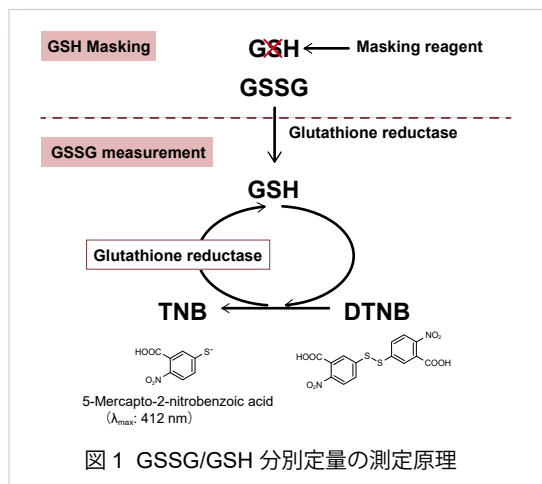 GSH Masking
GSH
Masking reagent
GSSG
Glutathione reductase
GSSG measurement
GSH
Glutathione reductase
TNB
DTNB
HOOC
S⁻
O₂N
HOOC
S
S
NO₂
COOH
O₂N
5-Mercapto-2-nitrobenzoic acid
（λmax: 412 nm）
図 1 GSSG/GSH 分別定量の測定原理